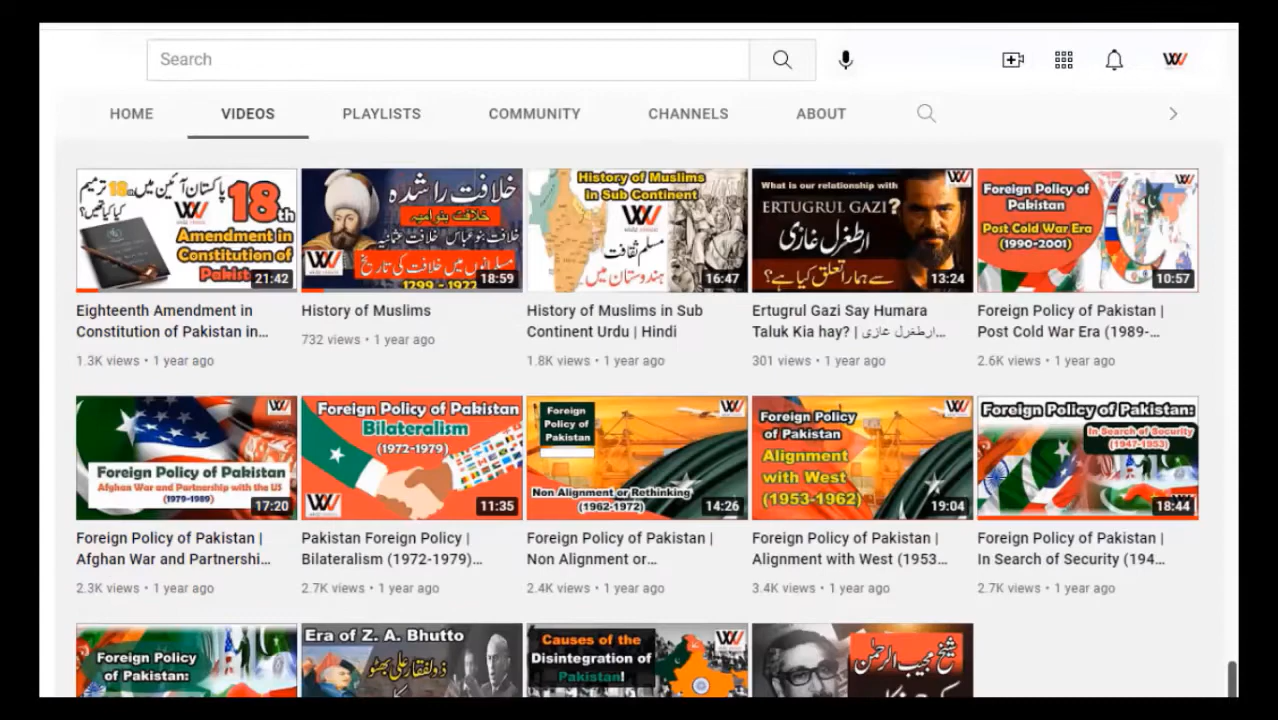 Search
HOME VIDEOS PLAYLISTS COMMUNITY CHANNELS ABOUT
پاکستان آئین میں 18ترمیم
کیا کیا تھیں؟
18th
Amendment in
Constitution of
Pakist
21:42
Eighteenth Amendment in
Constitution of Pakistan in...
1.3K views • 1 year ago
خلافت راشدہ
خلافت بنو امیہ
خلافت بنو عباس خلافت عثمانیہ
مسلمانوں میں خلافت کی تاریخ
1299 - 1922
18:59
History of Muslims
732 views • 1 year ago
History of Muslims
in Sub Continent
مسلم ثقافت
ہندوستان میں
16:47
History of Muslims in Sub
Continent Urdu | Hindi
1.8K views • 1 year ago
What is our relationship with
ERTUGRUL GAZI?
ارطغرل غازی
سے ہمارا تعلق کیا ہے؟
13:24
Ertugrul Gazi Say Humara
Taluk Kia hay? | ارطغرل غازی...
301 views • 1 year ago
Foreign Policy of
Pakistan
Post Cold War Era
(1990-2001)
10:57
Foreign Policy of Pakistan |
Post Cold War Era (1989-...
2.6K views • 1 year ago
Foreign Policy of Pakistan
Afghan War and Partnership with the US
(1979-1989)
17:20
Foreign Policy of Pakistan |
Afghan War and Partnershi...
2.3K views • 1 year ago
Foreign Policy of Pakistan
Bilateralism
(1972-1979)
11:35
Pakistan Foreign Policy |
Bilateralism (1972-1979)...
2.7K views • 1 year ago
Foreign
Policy of
Pakistan
Non Alignment or Rethinking
(1962-1972)
14:26
Foreign Policy of Pakistan |
Non Alignment or...
2.4K views • 1 year ago
Foreign Policy
of Pakistan
Alignment
with West
(1953-1962)
19:04
Foreign Policy of Pakistan |
Alignment with West (1953...
3.4K views • 1 year ago
Foreign Policy of Pakistan:
In Search of Security
(1947-1953)
18:44
Foreign Policy of Pakistan |
In Search of Security (194...
2.7K views • 1 year ago
Foreign Policy
of Pakistan:
Era of Z. A. Bhutto
ذوالفقار علی بھٹو
Causes of the
Disintegration of
Pakistan!
شیخ مجیب الرحمٰن